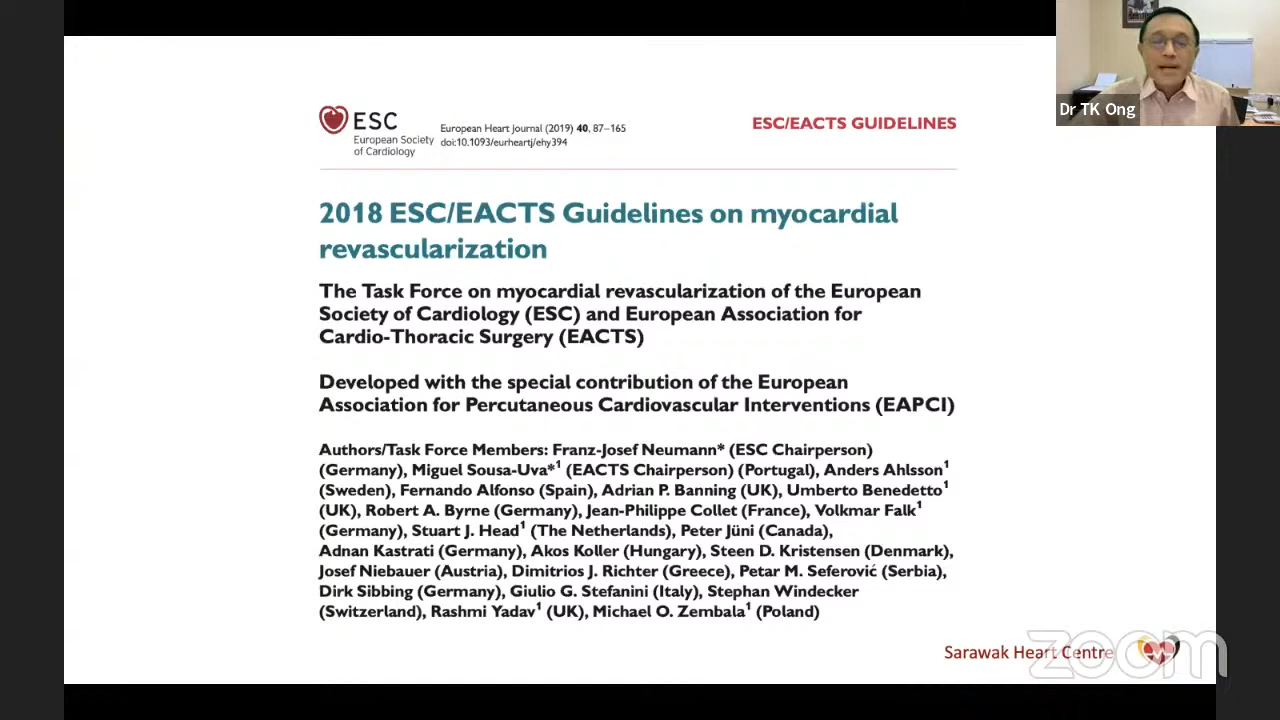 Dr TK Ong
ESC
European Society
of Cardiology
European Heart Journal (2019) 40, 87–165
doi:10.1093/eurheartj/ehy394
ESC/EACTS GUIDELINES
2018 ESC/EACTS Guidelines on myocardial
revascularization
The Task Force on myocardial revascularization of the European
Society of Cardiology (ESC) and European Association for
Cardio-Thoracic Surgery (EACTS)
Developed with the special contribution of the European
Association for Percutaneous Cardiovascular Interventions (EAPCI)
Authors/Task Force Members: Franz-Josef Neumann* (ESC Chairperson)
(Germany), Miguel Sousa-Uva*¹ (EACTS Chairperson) (Portugal), Anders Ahlsson¹
(Sweden), Fernando Alfonso (Spain), Adrian P. Banning (UK), Umberto Benedetto¹
(UK), Robert A. Byrne (Germany), Jean-Philippe Collet (France), Volkmar Falk¹
(Germany), Stuart J. Head¹ (The Netherlands), Peter Jüni (Canada),
Adnan Kastrati (Germany), Akos Koller (Hungary), Steen D. Kristensen (Denmark),
Josef Niebauer (Austria), Dimitrios J. Richter (Greece), Petar M. Seferović (Serbia),
Dirk Sibbing (Germany), Giulio G. Stefanini (Italy), Stephan Windecker
(Switzerland), Rashmi Yadav¹ (UK), Michael O. Zembala¹ (Poland)
Sarawak Heart Centre
zoom